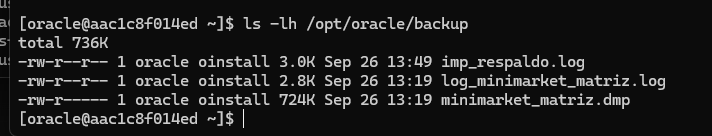 [oracle@aac1c8f014ed ~]$ ls -lh /opt/oracle/backup
total 736K
-rw-r--r-- 1 oracle oinstall 3.0K Sep 26 13:49 imp_respaldo.log
-rw-r--r-- 1 oracle oinstall 2.8K Sep 26 13:19 log_minimarket_matriz.log
-rw-r----- 1 oracle oinstall 724K Sep 26 13:19 minimarket_matriz.dmp
[oracle@aac1c8f014ed ~]$